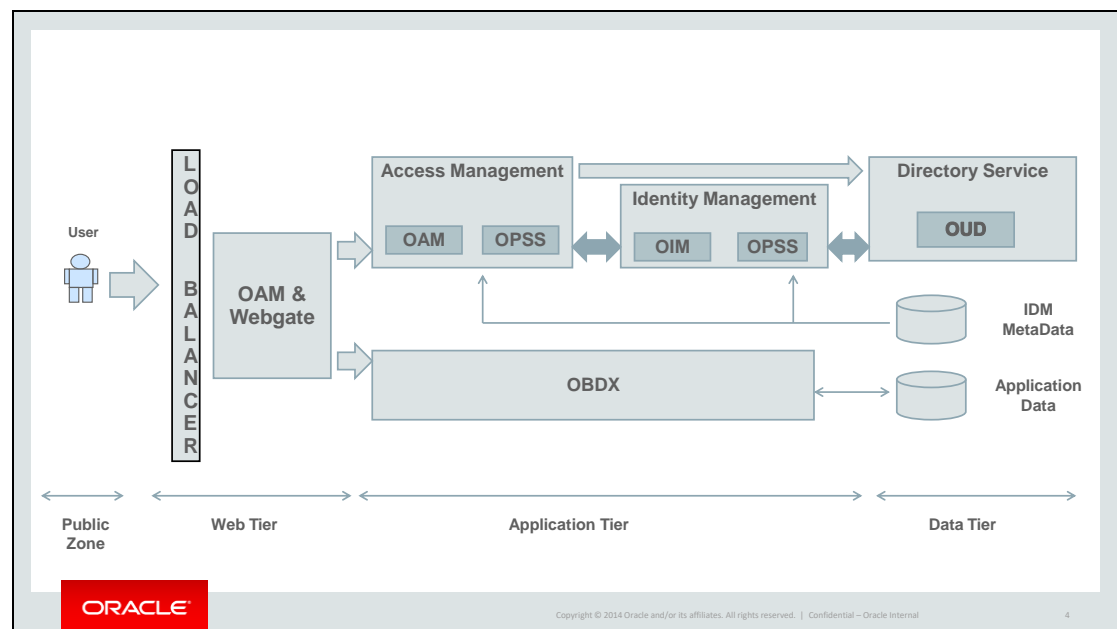 User
LOAD BALANCER
OAM &
Webgate
Access Management
OAM
OPSS
Identity Management
OIM
OPSS
Directory Service
OUD
IDM
MetaData
OBDX
Application
Data
Public
Zone
Web Tier
Application Tier
Data Tier
ORACLE®
Copyright © 2014 Oracle and/or its affiliates. All rights reserved. | Confidential – Oracle Internal
4